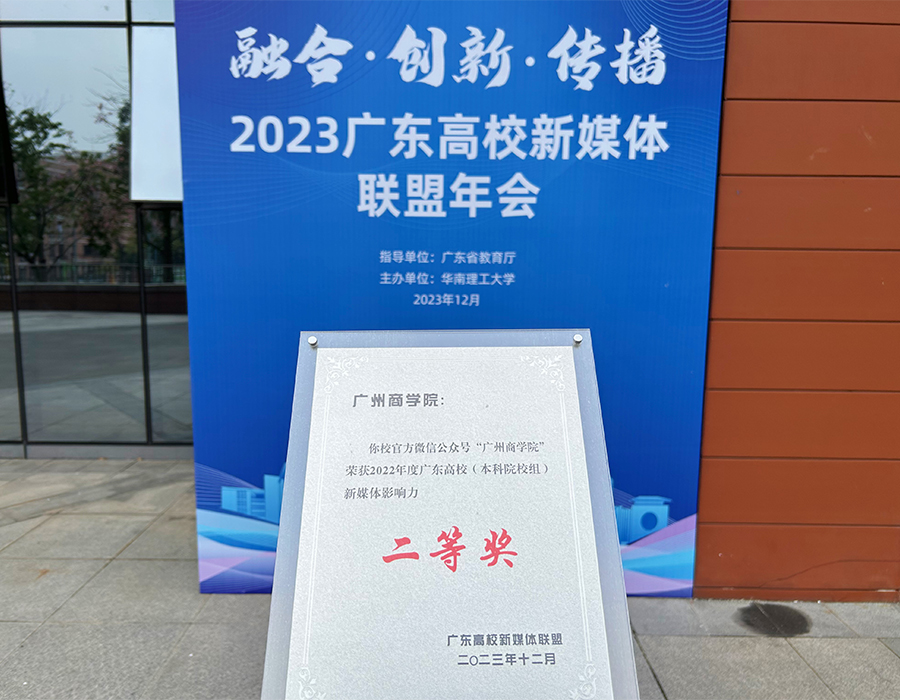 融合·创新·传播
2023广东高校新媒体
联盟年会
指导单位：广东省教育厅
主办单位：华南理工大学
2023年12月
广州商学院：
你校官方微信公众号“广州商学院”
荣获2022年度广东高校（本科院校组）
新媒体影响力
二等奖
广东高校新媒体联盟
二〇二三年十二月